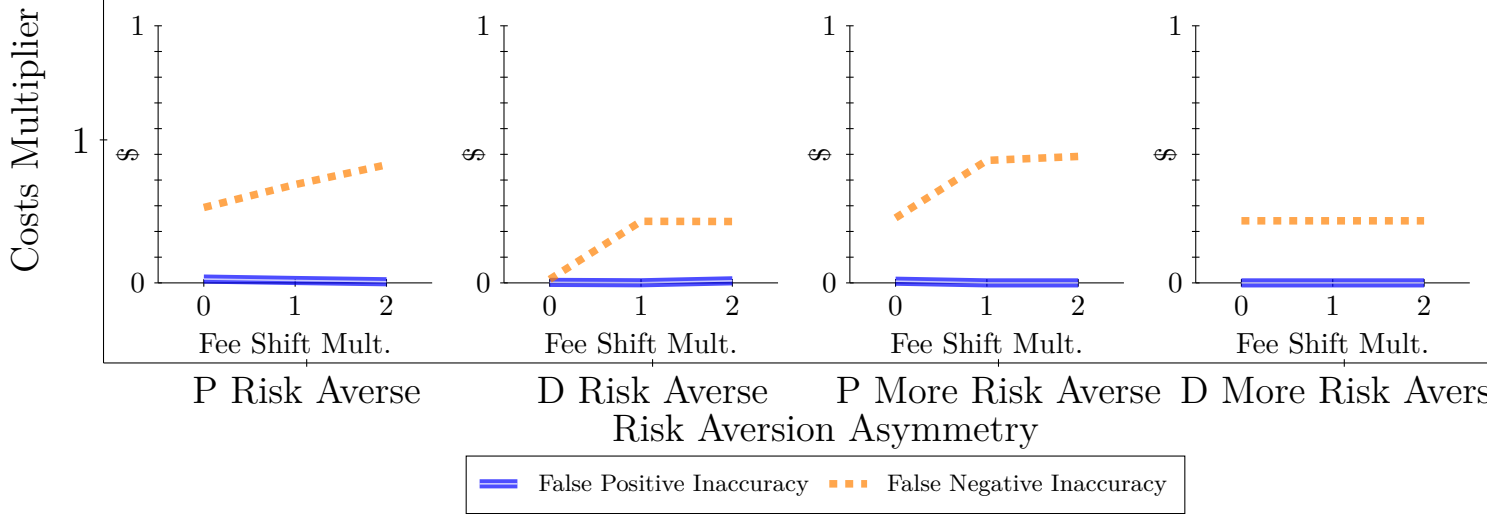 Costs Multiplier
1
1
$
0
0 1 2
Fee Shift Mult.
1
$
0
0 1 2
Fee Shift Mult.
1
$
0
0 1 2
Fee Shift Mult.
1
$
0
0 1 2
Fee Shift Mult.
P Risk Averse
D Risk Averse
P More Risk Averse
D More Risk Avers
Risk Aversion Asymmetry
False Positive Inaccuracy
False Negative Inaccuracy